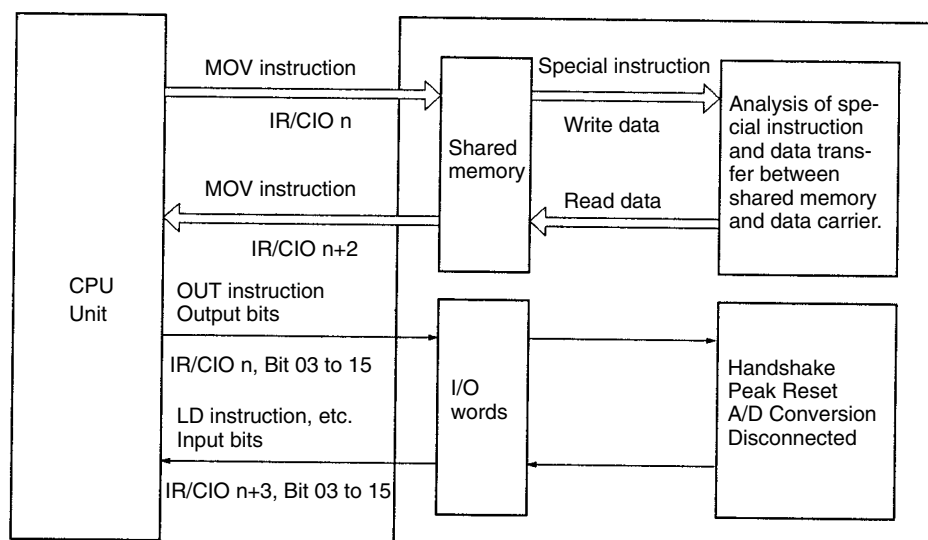 CPU
Unit
MOV instruction
IR/CIO n
MOV instruction
IR/CIO n+2
OUT instruction
Output bits
IR/CIO n, Bit 03 to 15
LD instruction, etc.
Input bits
IR/CIO n+3, Bit 03 to 15
Shared
memory
I/O
words
Special instruction
Write data
Read data
Analysis of spe-
cial instruction
and data trans-
fer between
shared memory
and data carrier.
Handshake
Peak Reset
A/D Conversion
Disconnected